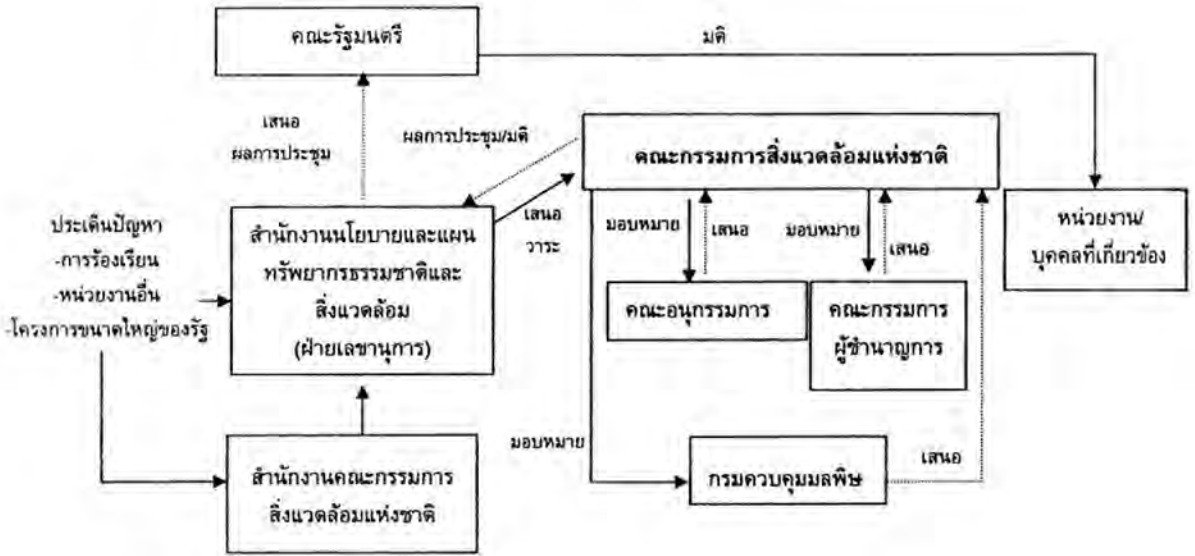 คณะรัฐมนตรี
มติ
เสนอ
ผลการประชุม
ผลการประชุม/มติ
คณะกรรมการสิ่งแวดล้อมแห่งชาติ
ประเด็นปัญหา
-การร้องเรียน
-หน่วยงานอื่น
-โครงการขนาดใหญ่ของรัฐ
สำนักงานนโยบายและแผน
ทรัพยากรธรรมชาติและ
สิ่งแวดล้อม
(ฝ่ายเลขานุการ)
เสนอ
วาระ
มอบหมาย
เสนอ
มอบหมาย
เสนอ
หน่วยงาน/
บุคคลที่เกี่ยวข้อง
คณะอนุกรรมการ
คณะกรรมการ
ผู้ชำนาญการ
สำนักงานคณะกรรมการ
สิ่งแวดล้อมแห่งชาติ
มอบหมาย
กรมควบคุมมลพิษ
เสนอ